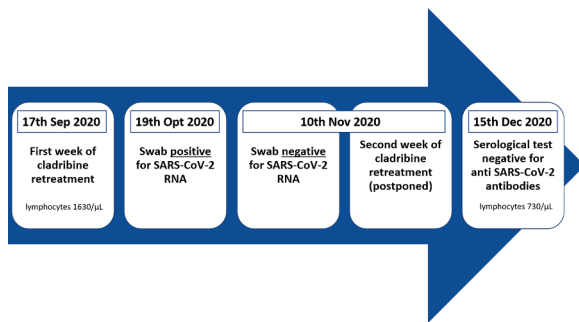 17th Sep 2020
First week of
cladribine
retreatment
lymphocytes 1630/µL
19th Opt 2020
Swab positive
for SARS-CoV-2
RNA
10th Nov 2020
Swab negative
for SARS-CoV-2
RNA
Second week of
cladribine
retreatment
(postponed)
15th Dec 2020
Serological test
negative for
anti SARS-CoV-2
antibodies
lymphocytes 730/µL